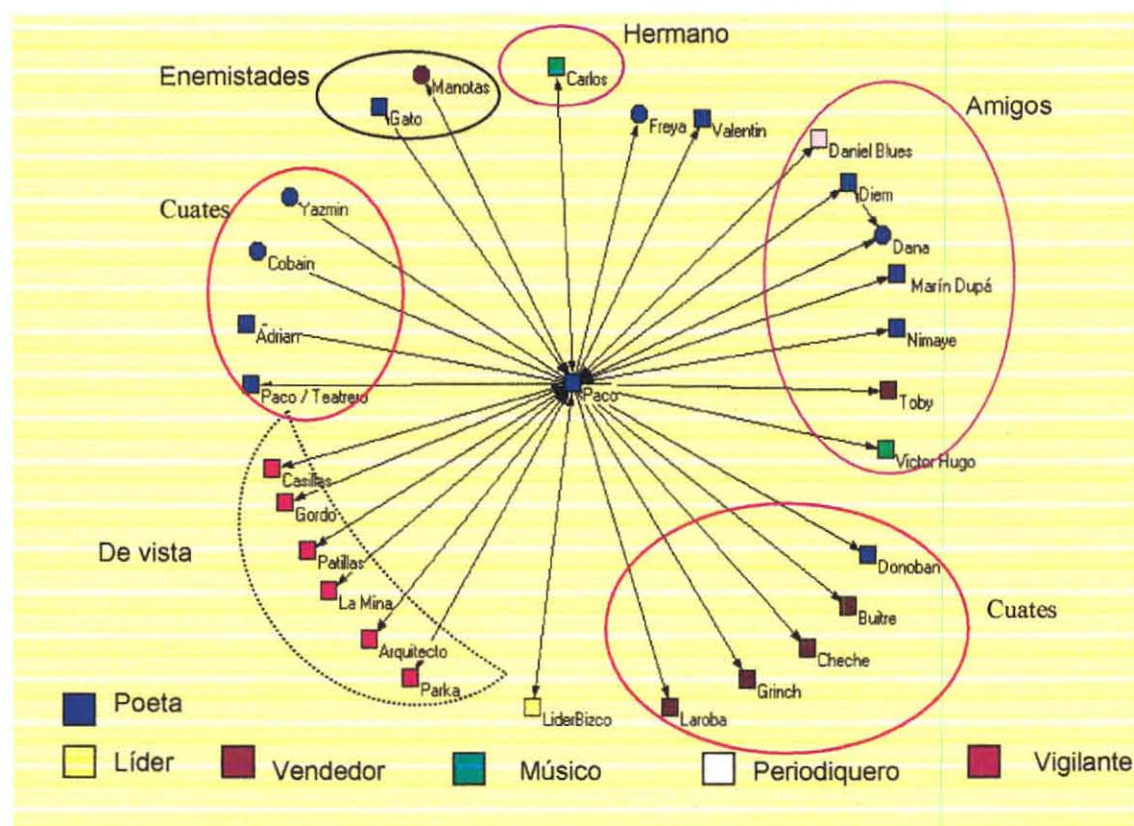 Hermano
Enemistades
Manotas
Carlos
Gato
Amigos
Freya
Valentin
Daniel Blues
Diem
Cuates
Yazmin
Dana
Cobain
Marín Dupá
Adrian
Nimaye
Paco / Teatrero
Paco
Toby
Victor Hugo
Casillas
Gordo
De vista
Patillas
Donoban
La Mina
Buitre
Cuates
Arquitecto
Cheche
Parka
Grinch
LiderBizco
Laroba
Poeta
Líder
Vendedor
Músico
Periodiquero
Vigilante